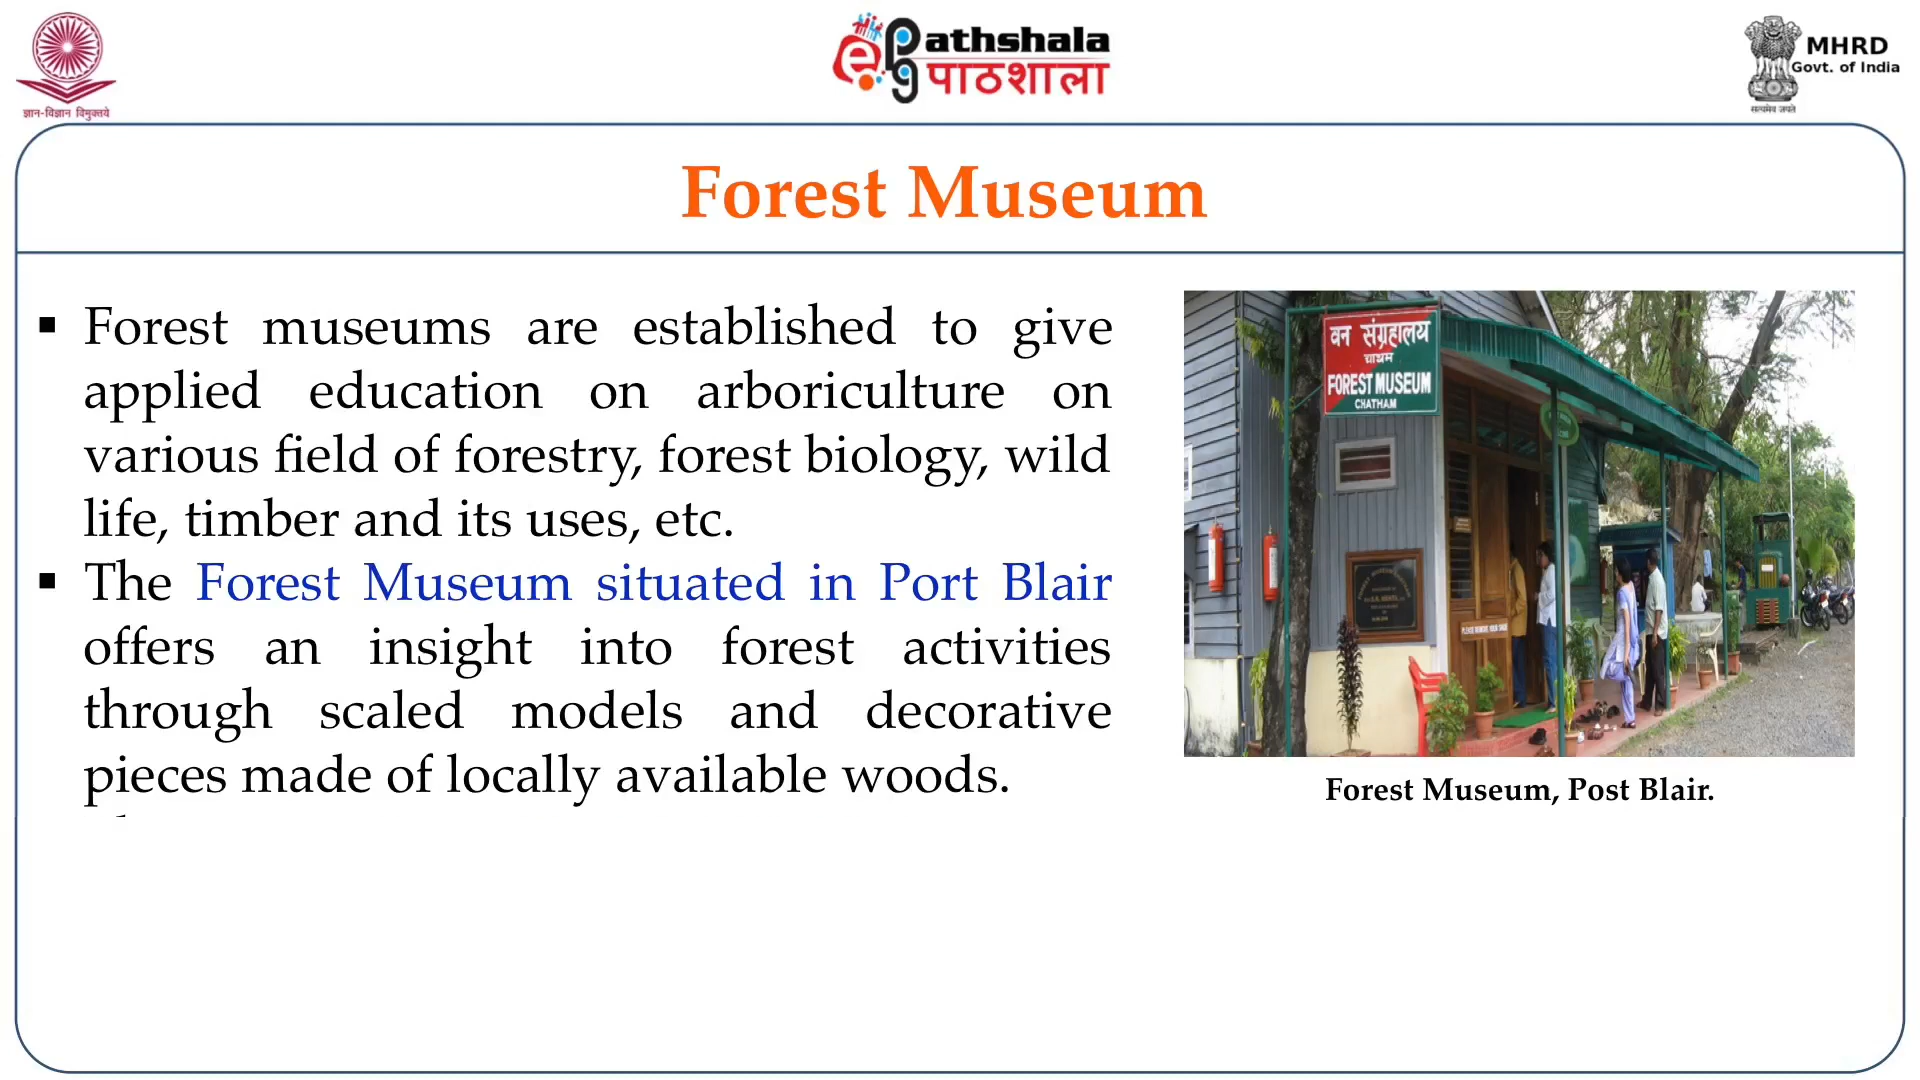 ज्ञान-विज्ञान विमुक्तये
ePathshala
पाठशाला
MHRD
Govt. of India
सत्यमेव जयते
Forest Museum
▪ Forest museums are established to give
applied education on arboriculture on
various field of forestry, forest biology, wild
life, timber and its uses, etc.
▪ The Forest Museum situated in Port Blair
offers an insight into forest activities
through scaled models and decorative
pieces made of locally available woods.
वन संग्रहालय
चाथम
FOREST MUSEUM
CHATHAM
Forest Museum, Post Blair.